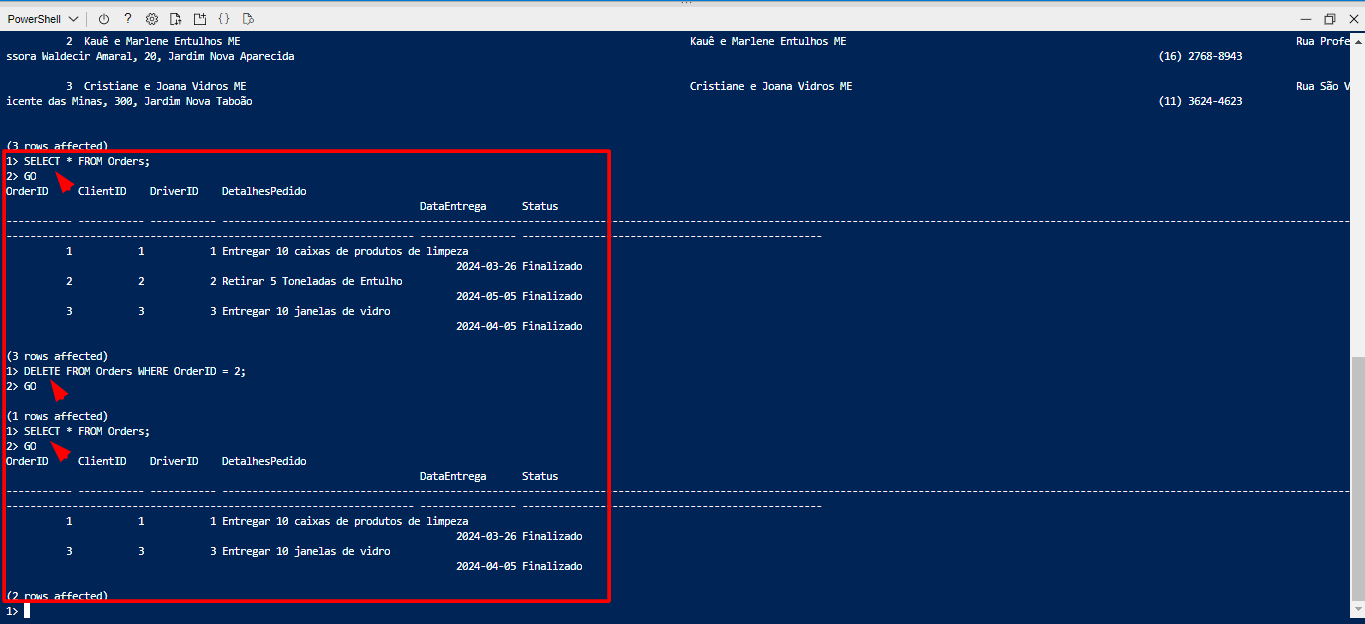 PowerShell
2 Kauê e Marlene Entulhos ME Kauê e Marlene Entulhos ME Rua Profe
ssora Waldecir Amaral, 20, Jardim Nova Aparecida (16) 2768-8943
3 Cristiane e Joana Vidros ME Cristiane e Joana Vidros ME Rua São V
icente das Minas, 300, Jardim Nova Taboão (11) 3624-4623
(3 rows affected)
1> SELECT * FROM Orders;
2> GO
OrderID ClientID DriverID DetalhesPedido
DataEntrega Status
1 1 1 Entregar 10 caixas de produtos de limpeza
2024-03-26 Finalizado
2 2 2 Retirar 5 Toneladas de Entulho
2024-05-05 Finalizado
3 3 3 Entregar 10 janelas de vidro
2024-04-05 Finalizado
(3 rows affected)
1> DELETE FROM Orders WHERE OrderID = 2;
2> GO
(1 rows affected)
1> SELECT * FROM Orders;
2> GO
OrderID ClientID DriverID DetalhesPedido
DataEntrega Status
1 1 1 Entregar 10 caixas de produtos de limpeza
2024-03-26 Finalizado
3 3 3 Entregar 10 janelas de vidro
2024-04-05 Finalizado
(2 rows affected)
1>